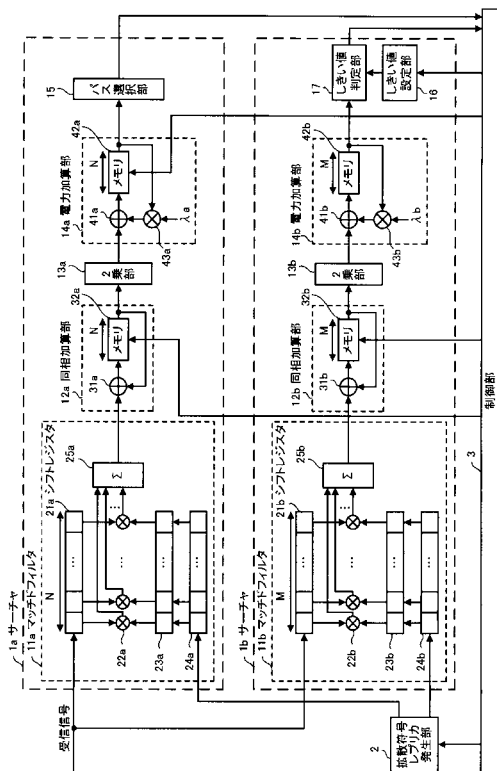 1a サーチャ
11a マッチドフィルタ
21a シフトレジスタ
N
22a
23a
24a
25a
Σ
…
…
…
…
12a 同相加算部
N
32a
メモリ
31a
13a
2乗部
14a 電力加算部
N
42a
メモリ
41a
43a
λa
15
パス
選択部
受信信号
1b サーチャ
11b マッチドフィルタ
21b シフトレジスタ
M
22b
23b
24b
25b
Σ
…
…
…
…
12b 同相加算部
M
32b
メモリ
31b
13b
2乗部
14b 電力加算部
M
42b
メモリ
41b
43b
λb
17
しきい値
判定部
しきい値
設定部
16
2
拡散符号
レプリカ
発生部
3
制御部